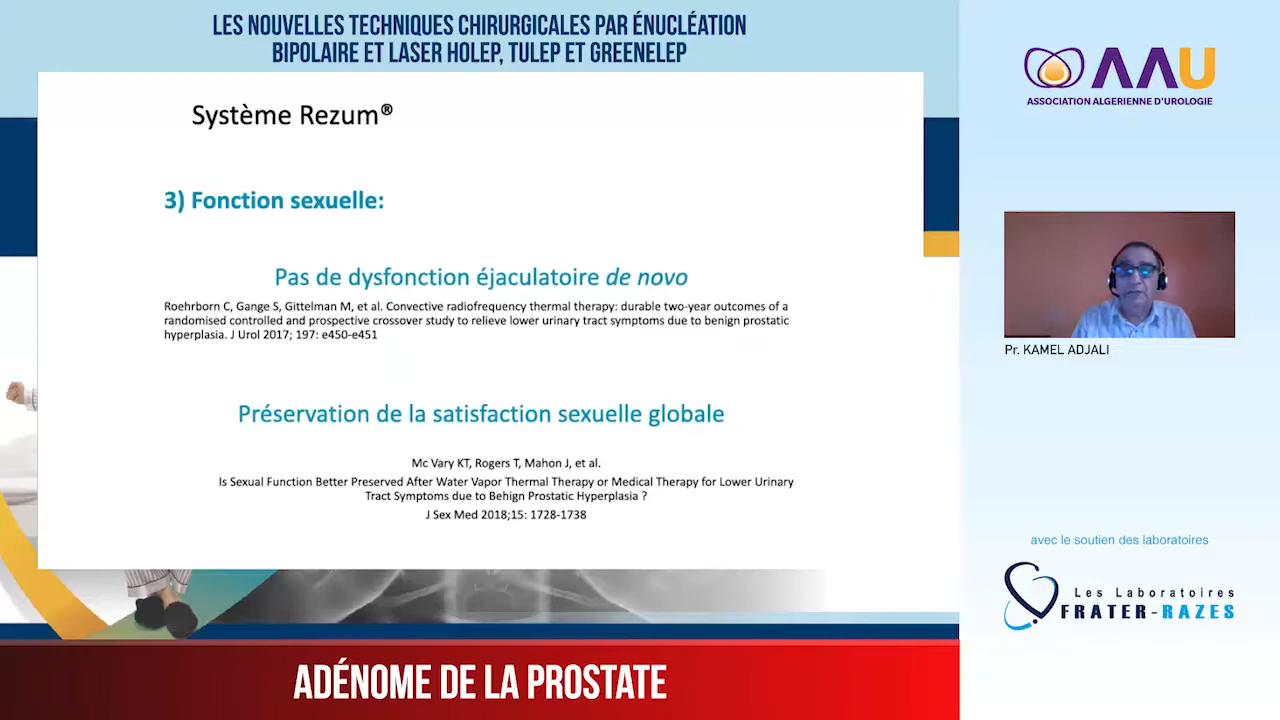 LES NOUVELLES TECHNIQUES CHIRURGICALES PAR ÉNUCLÉATION
BIPOLAIRE ET LASER HOLEP, TULEP ET GREENELEP
Système Rezum®
3) Fonction sexuelle:
Pas de dysfonction éjaculatoire de novo
Roehrborn C, Gange S, Gittelman M, et al. Convective radiofrequency thermal therapy: durable two-year outcomes of a
randomised controlled and prospective crossover study to relieve lower urinary tract symptoms due to benign prostatic
hyperplasia. J Urol 2017; 197: e450-e451
Préservation de la satisfaction sexuelle globale
Mc Vary KT, Rogers T, Mahon J, et al.
Is Sexual Function Better Preserved After Water Vapor Thermal Therapy or Medical Therapy for Lower Urinary
Tract Symptoms due to Behign Prostatic Hyperplasia ?
J Sex Med 2018;15: 1728-1738
ADÉNOME DE LA PROSTATE
AAU
ASSOCIATION ALGERIENNE D'UROLOGIE
Pr. KAMEL ADJALI
avec le soutien des laboratoires
Les Laboratoires
FRATER-RAZES